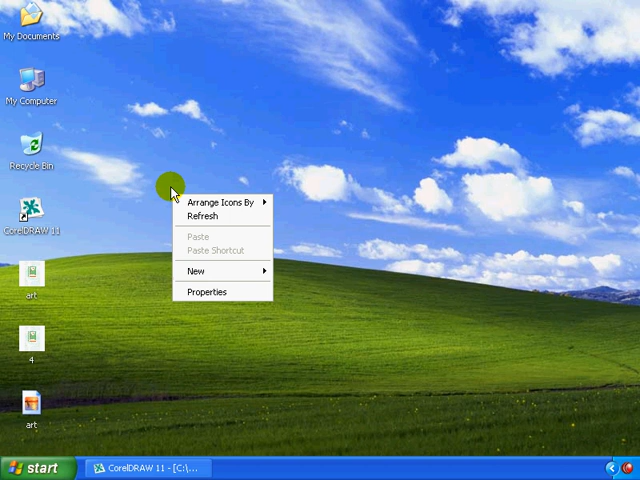 My Documents
My Computer
Recycle Bin
CorelDRAW 11
art
4
art
Arrange Icons By
Refresh
Paste
Paste Shortcut
New
Properties
start
CorelDRAW 11 - [C:\...